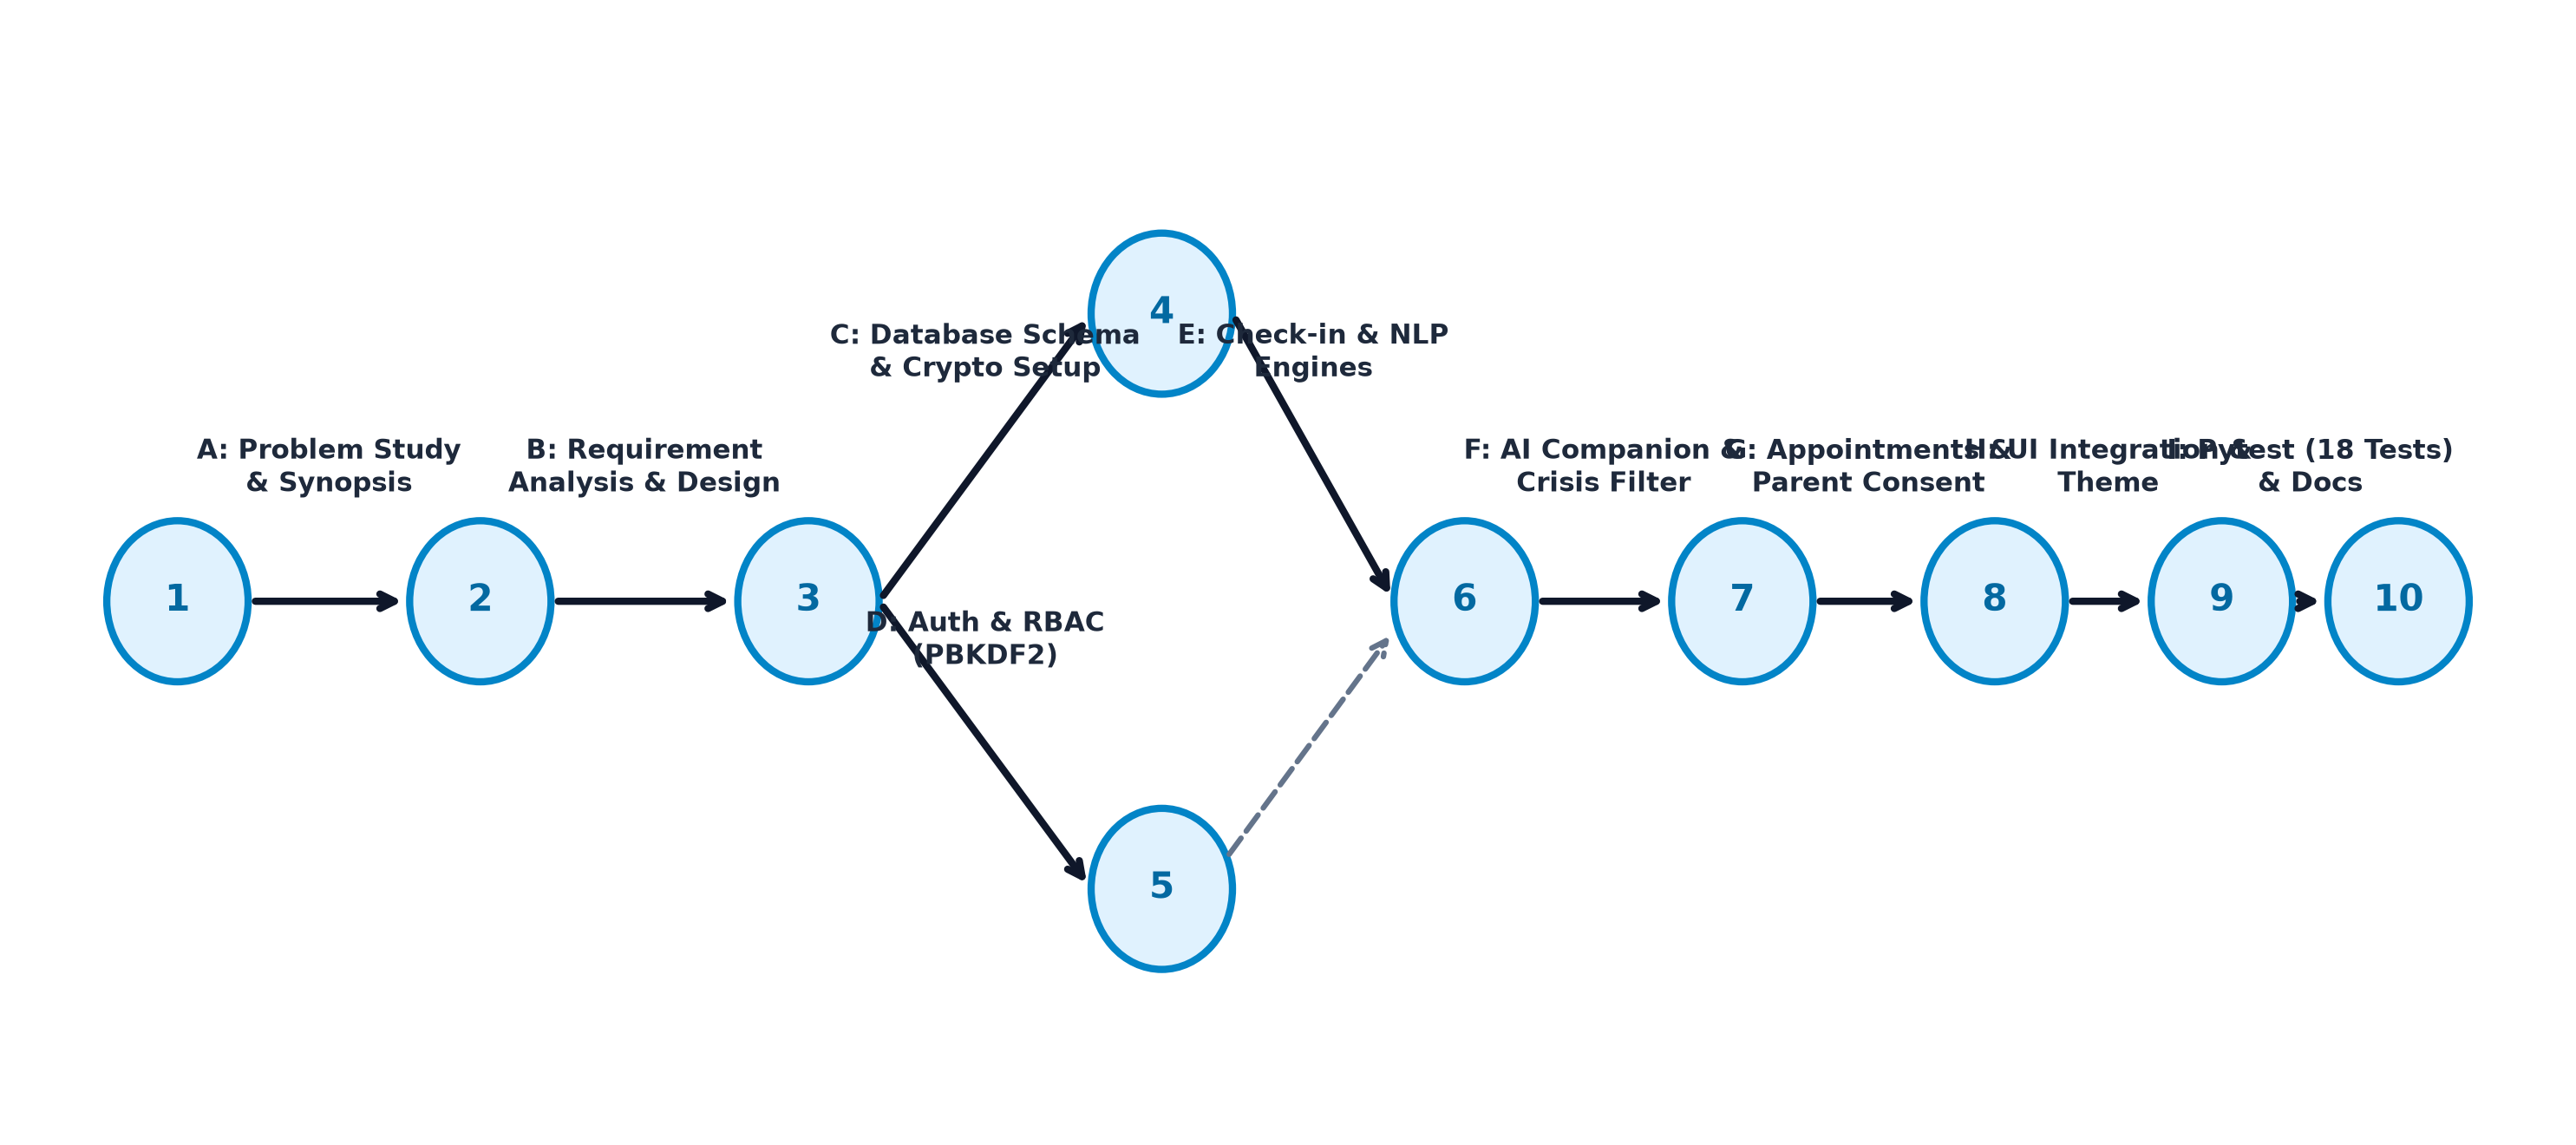 4
C: Database Schema
& Crypto Setup
E: Check-in & NLP
Engines
A: Problem Study
& Synopsis
B: Requirement
Analysis & Design
F: AI Companion &
Crisis Filter
G: Appointments &
Parent Consent
H: UI Integration &
Theme
I: Pytest (18 Tests)
& Docs
1
2
3
6
7
8
9
10
D: Auth & RBAC
(PBKDF2)
5